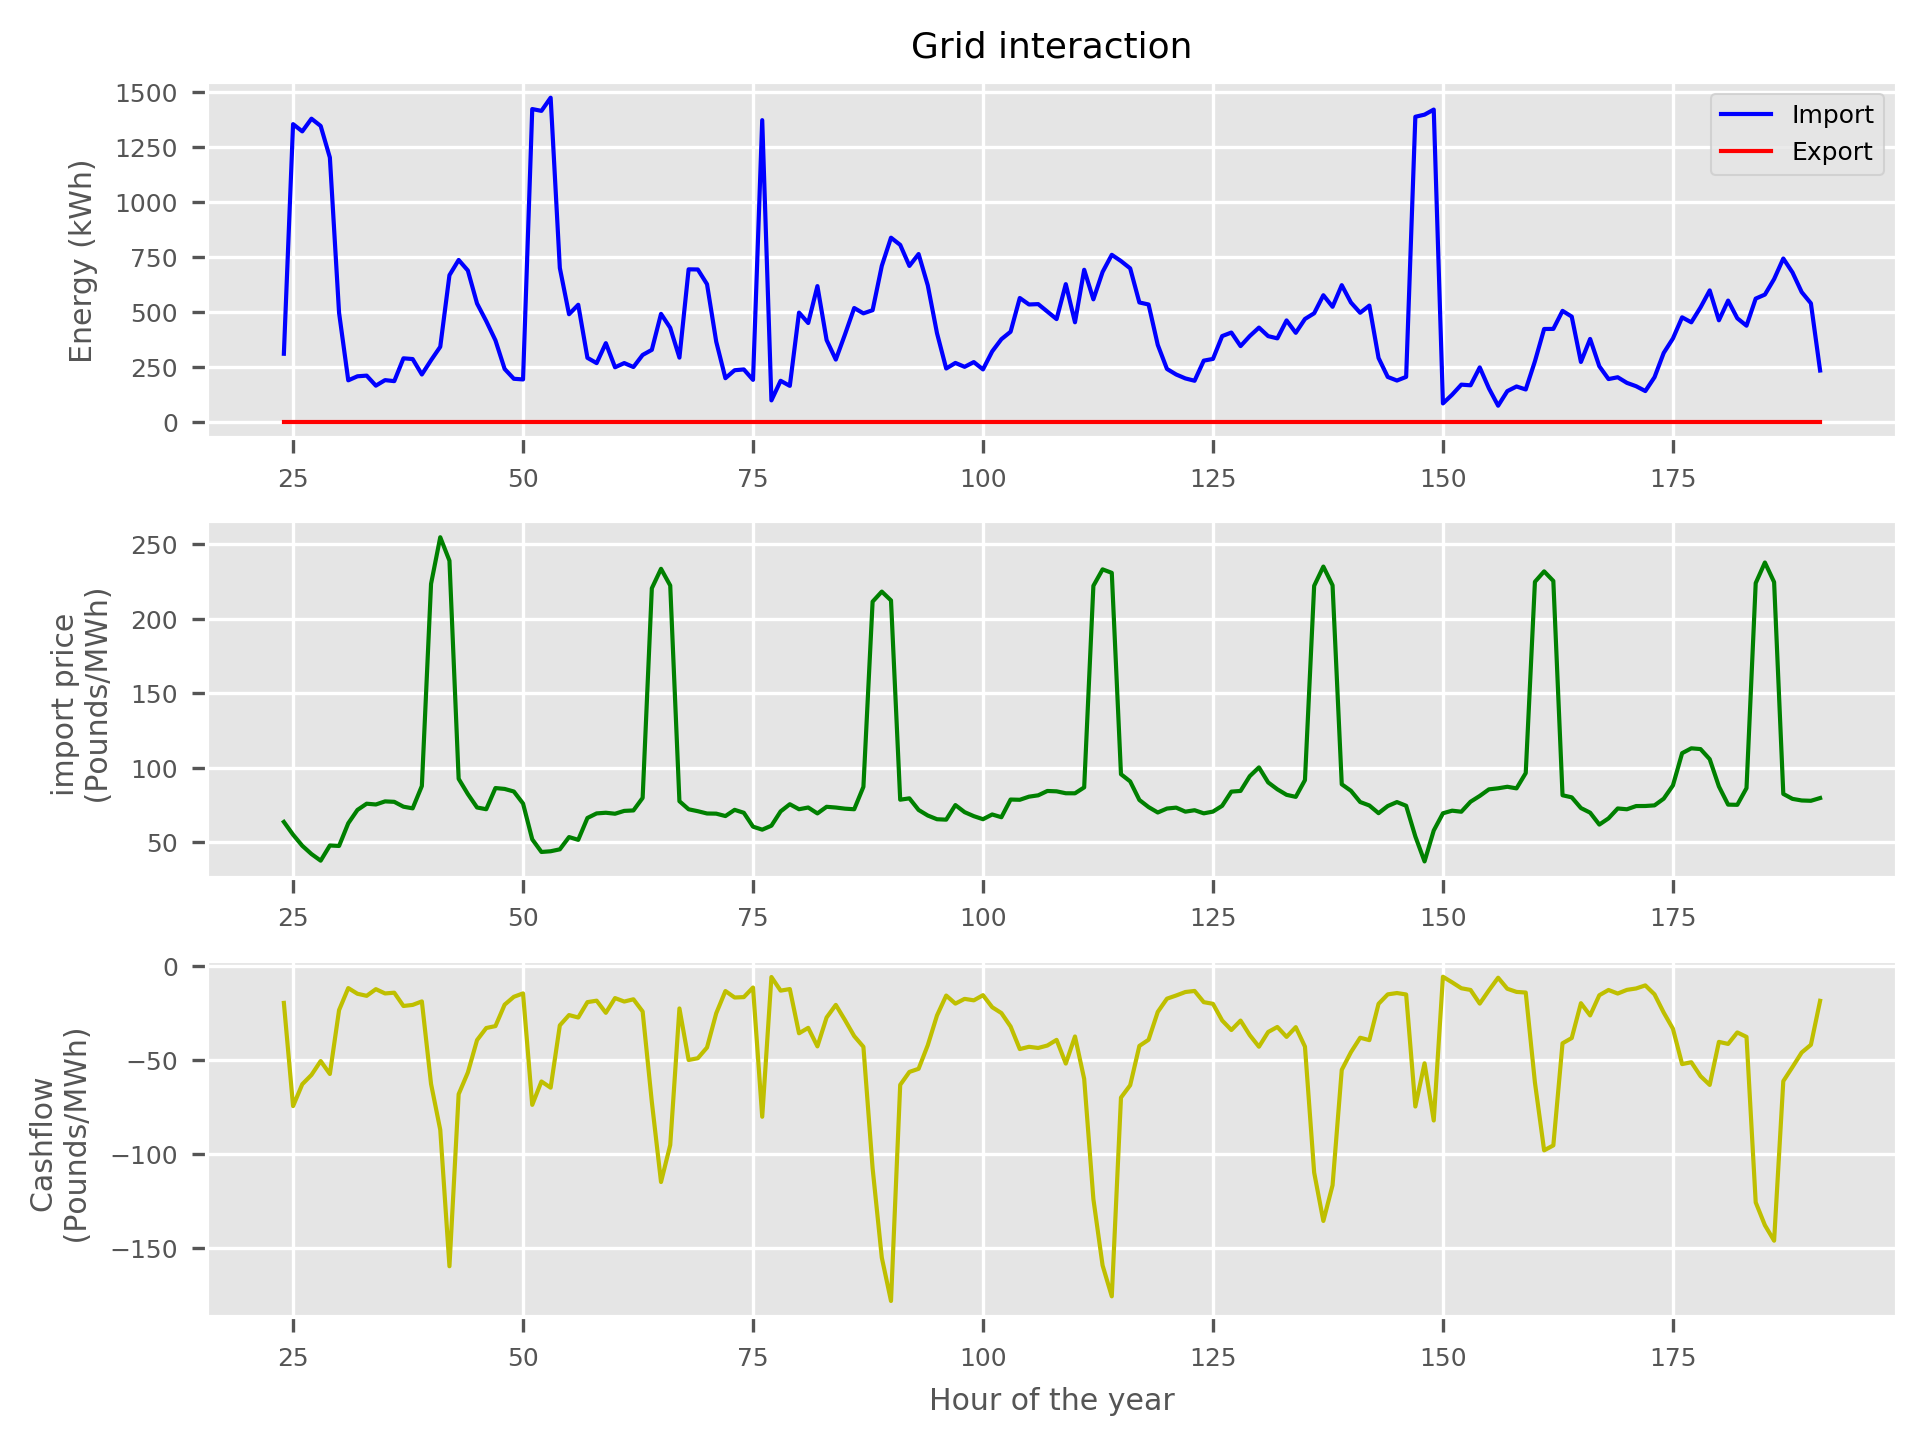 Grid interaction
1500
1250
1000
750
500
250
0
Energy (kWh)
Import
Export
25 50 75 100 125 150 175
250
200
150
100
50
import price
(Pounds/MWh)
25 50 75 100 125 150 175
0
−50
−100
−150
Cashflow
(Pounds/MWh)
25 50 75 100 125 150 175
Hour of the year